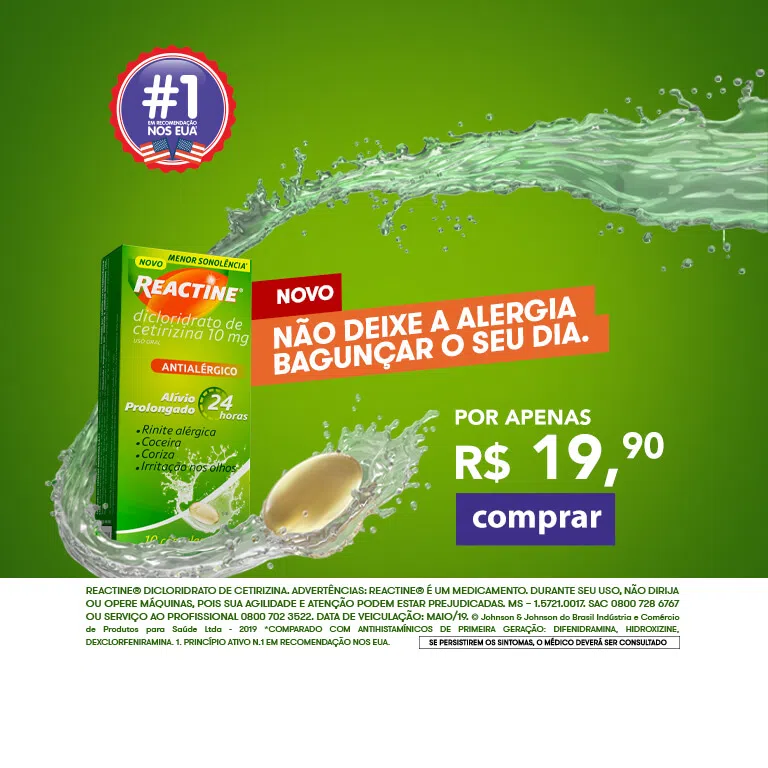 #1
EM RECOMENDAÇÃO
NOS EUA¹
NOVO
MENOR SONOLÊNCIA*
REACTINE®
dicloridrato de
cetirizina 10 mg
USO ORAL
ANTIALÉRGICO
Alívio
Prolongado
24
horas
• Rinite alérgica
• Coceira
• Coriza
• Irritação nos olhos
NOVO
NÃO DEIXE A ALERGIA
BAGUNÇAR O SEU DIA.
POR APENAS
R$ 19,90
comprar
REACTINE® DICLORIDRATO DE CETIRIZINA. ADVERTÊNCIAS: REACTINE® É UM MEDICAMENTO. DURANTE SEU USO, NÃO DIRIJA
OU OPERE MÁQUINAS, POIS SUA AGILIDADE E ATENÇÃO PODEM ESTAR PREJUDICADAS. MS – 1.5721.0017. SAC 0800 728 6767
OU SERVIÇO AO PROFISSIONAL 0800 702 3522. DATA DE VEICULAÇÃO: MAIO/19. © Johnson & Johnson do Brasil Indústria e Comércio
de Produtos para Saúde Ltda - 2019 *COMPARADO COM ANTIHISTAMÍNICOS DE PRIMEIRA GERAÇÃO: DIFENIDRAMINA, HIDROXIZINE,
DEXCLORFENIRAMINA. 1. PRINCÍPIO ATIVO N.1 EM RECOMENDAÇÃO NOS EUA.
SE PERSISTIREM OS SINTOMAS, O MÉDICO DEVERÁ SER CONSULTADO